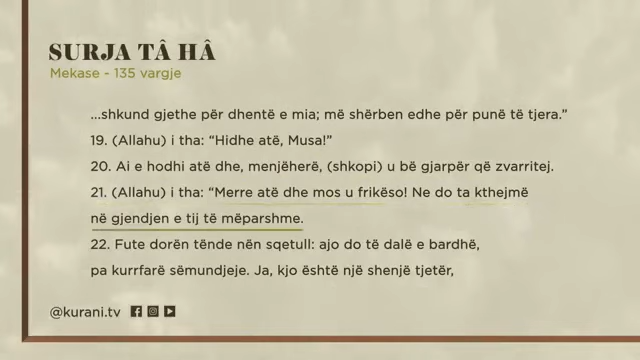 SURJA TÂ HÂ
Mekase - 135 vargje
...shkund gjethe për dhentë e mia; më shërben edhe për punë të tjera.”
19. (Allahu) i tha: “Hidhe atë, Musa!”
20. Ai e hodhi atë dhe, menjëherë, (shkopi) u bë gjarpër që zvarritej.
21. (Allahu) i tha: “Merre atë dhe mos u frikëso! Ne do ta kthejmë
në gjendjen e tij të mëparshme.
22. Fute dorën tënde nën sqetull: ajo do të dalë e bardhë,
pa kurrfarë sëmundjeje. Ja, kjo është një shenjë tjetër,
@kurani.tv